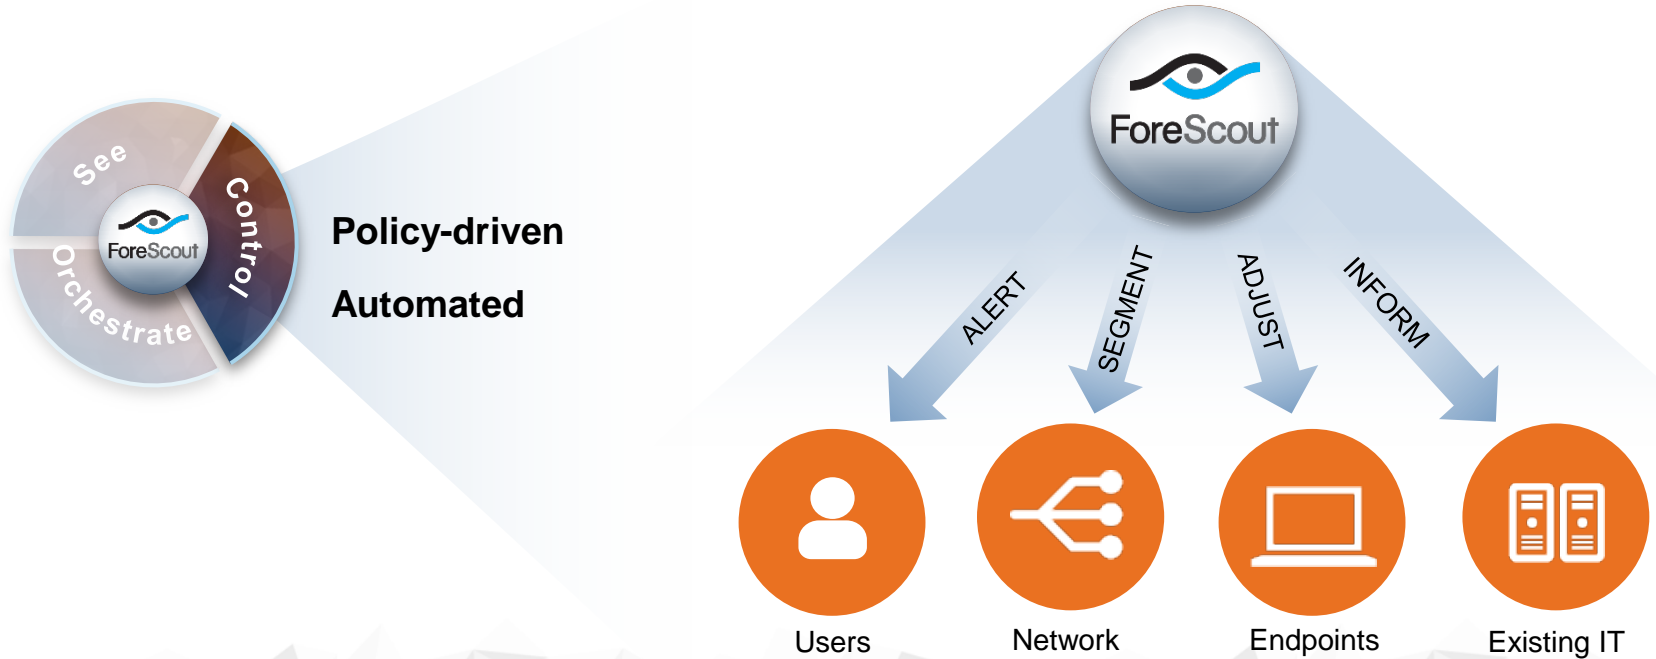 See
Control
Orchestrate
ForeScout
Policy-driven
Automated
ForeScout
ALERT
SEGMENT
ADJUST
INFORM
Users
Network
Endpoints
Existing IT